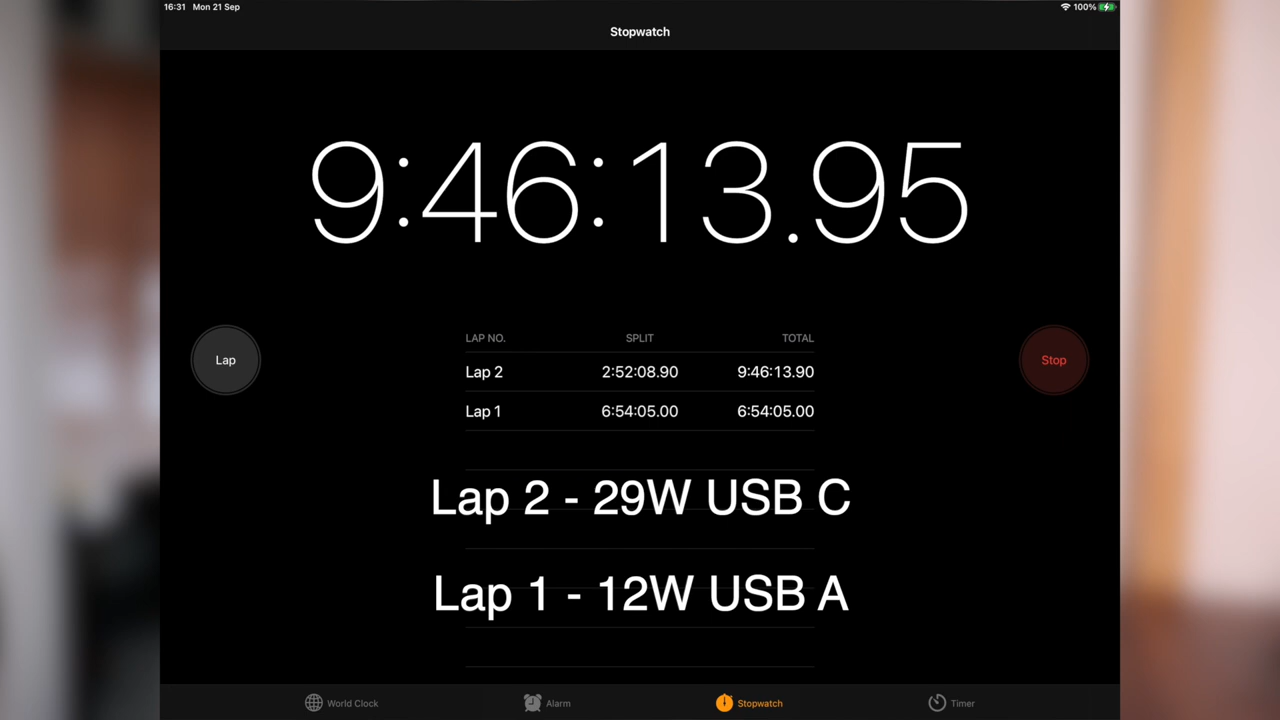 16:31 Mon 21 Sep 100%
Stopwatch
9:46:13.95
Lap
Stop
LAP NO. SPLIT TOTAL
Lap 2 2:52:08.90 9:46:13.90
Lap 1 6:54:05.00 6:54:05.00
Lap 2 - 29W USB C
Lap 1 - 12W USB A
World Clock Alarm Stopwatch Timer